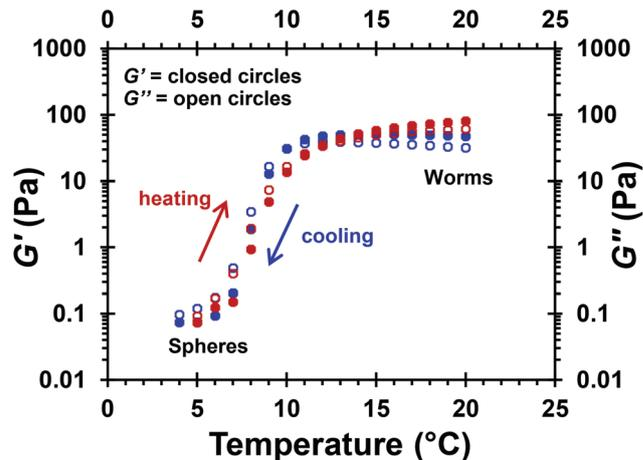 0 5 10 15 20 25
1000 1000
G' = closed circles
G'' = open circles
100 100
10 10
Worms
heating
cooling
G' (Pa)
G'' (Pa)
1 1
0.1 0.1
Spheres
0.01 0.01
0 5 10 15 20 25
Temperature (°C)